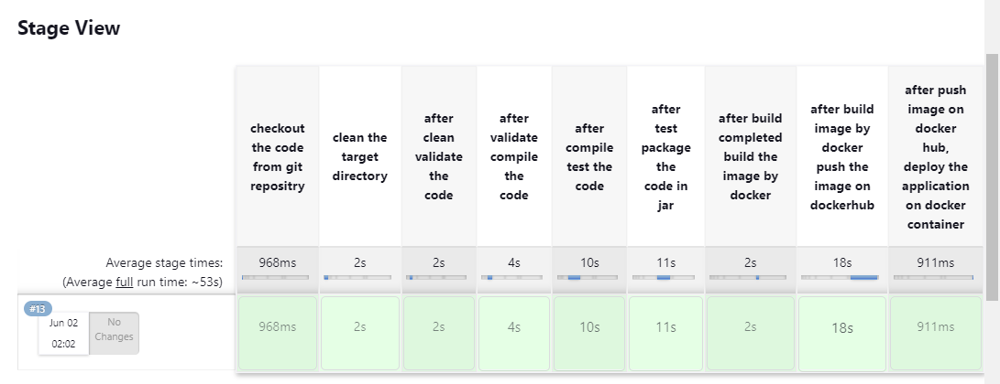 Stage View
checkout
the code
from git
repositry
clean the
target
directory
after
clean
validate
the
code
after
validate
compile
the
code
after
compile
test the
code
after
test
package
the
code in
jar
after build
completed
build the
image by
docker
after build
image by
docker
push the
image on
dockerhub
after push
image on
docker
hub,
deploy the
application
on docker
container
Average stage times:
(Average full run time: ~53s)
968ms
2s
2s
4s
10s
11s
2s
18s
911ms
#13
Jun 02
02:02
No
Changes
968ms
2s
2s
4s
10s
11s
2s
18s
911ms